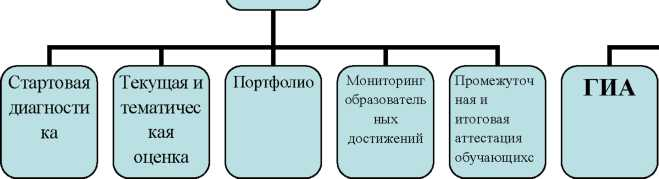 Стартовая
диагности
ка
Текущая и
тематичес
кая
оценка
Портфолио
Мониторинг
образователь
ных
достижений
Промежуточ
ная и
итоговая
аттестация
обучающихс
ГИА